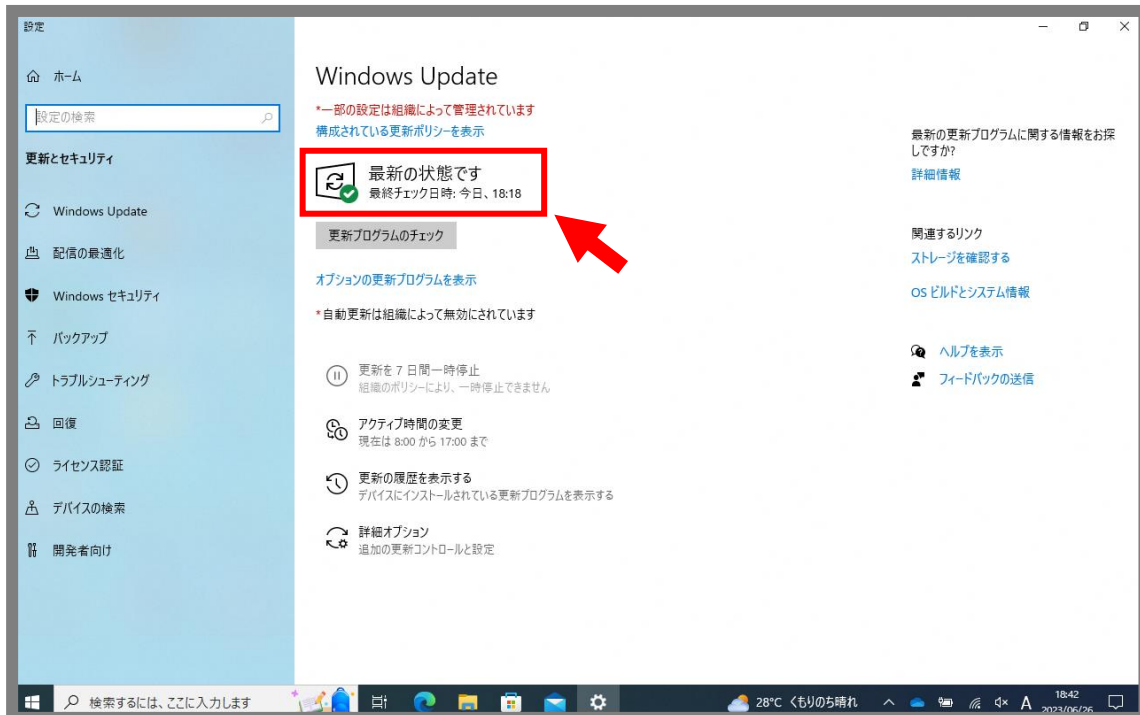 設定
ホーム
設定の検索
更新とセキュリティ
Windows Update
配信の最適化
Windows セキュリティ
バックアップ
トラブルシューティング
回復
ライセンス認証
デバイスの検索
開発者向け
Windows Update
*一部の設定は組織によって管理されています
構成されている更新ポリシーを表示
最新の状態です
最終チェック日時: 今日、18:18
更新プログラムのチェック
オプションの更新プログラムを表示
*自動更新は組織によって無効にされています
更新を 7 日間一時停止
組織のポリシーにより、一時停止できません
アクティブ時間の変更
現在は 8:00 から 17:00 まで
更新の履歴を表示する
デバイスにインストールされている更新プログラムを表示する
詳細オプション
追加の更新コントロールと設定
最新の更新プログラムに関する情報をお探
しですか?
詳細情報
関連するリンク
ストレージを確認する
OS ビルドとシステム情報
ヘルプを表示
フィードバックの送信
検索するには、ここに入力します
28°C くもりのち晴れ
A
18:42
2023/06/26